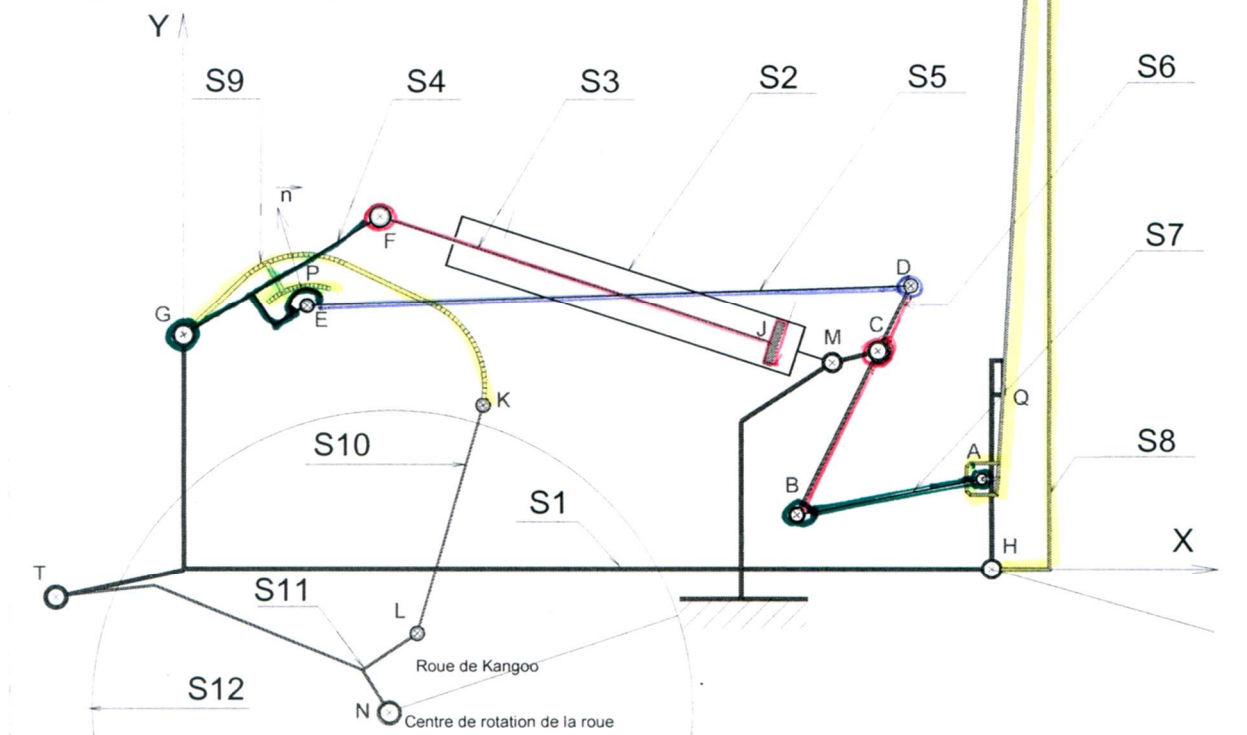 Y
S9
S4
S3
S2
S5
S6
n
F
P
E
G
D
C
M
J
S7
K
Q
S10
A
S8
B
S1
H
X
T
S11
L
Roue de Kangoo
S12
N
Centre de rotation de la roue